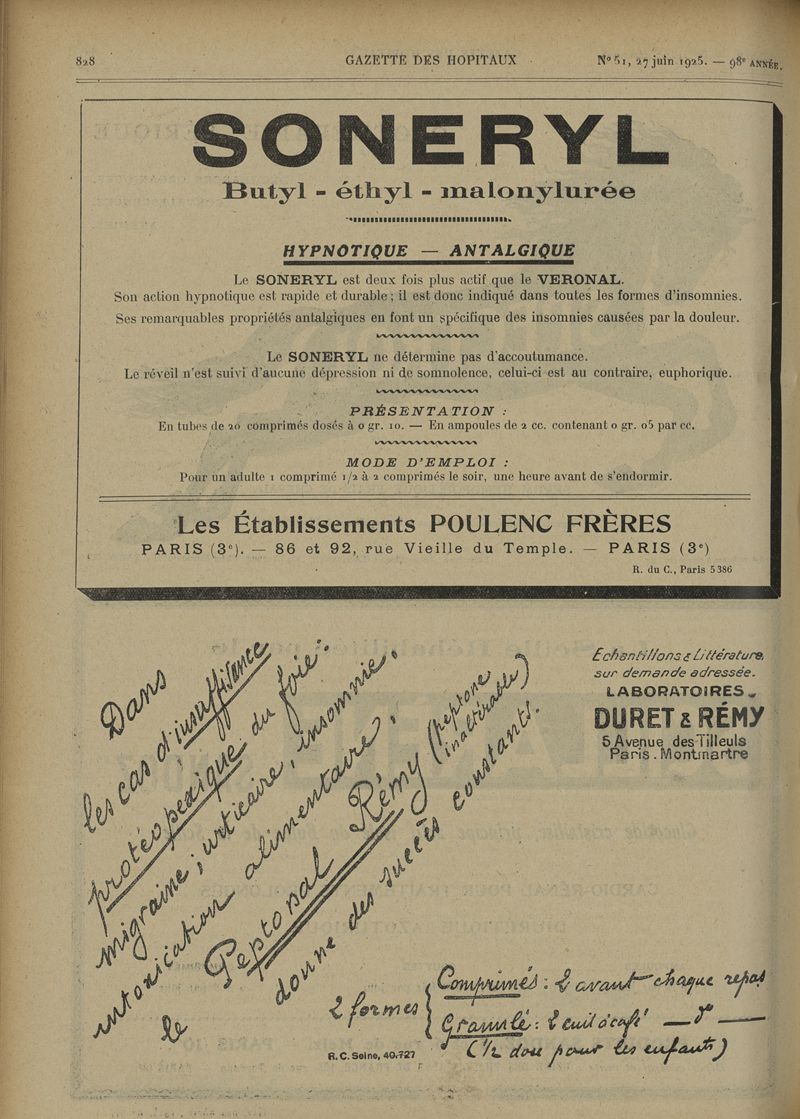 828
GAZETTE DES HOPITAUX
N° 51, 27 juin 1925. — 98e ANNÉE.
SONERYL
Butyl - éthyl - malonylurée
HYPNOTIQUE — ANTALGIQUE
Le SONERYL est deux fois plus actif que le VERONAL.
Son action hypnotique est rapide et durable ; il est donc indiqué dans toutes les formes d'insomnies.
Ses remarquables propriétés antalgiques en font un spécifique des insomnies causées par la douleur.
Le SONERYL ne détermine pas d'accoutumance.
Le réveil n'est suivi d'aucune dépression ni de somnolence, celui-ci est au contraire, euphorique.
PRÉSENTATION :
En tubes de 20 comprimés dosés à 0 gr. 10. — En ampoules de 2 cc. contenant 0 gr. 05 par cc.
MODE D'EMPLOI :
Pour un adulte 1 comprimé 1/2 à 2 comprimés le soir, une heure avant de s'endormir.
Les Établissements POULENC FRÈRES
PARIS (3e). — 86 et 92, rue Vieille du Temple. — PARIS (3e)
R. du C., Paris 5386
Dans
les cas d'insuffisance
protéopexique du foie :
migraine ; urticaire, insomnie,
intoxication alimentaire,
le Peptonal Rémy (peptone
inaltérable)
donne des succès constants.
Échantillons & Littérature,
sur demande adressée.
LABORATOIRES
DURET & RÉMY
5 Avenue des Tilleuls
Paris. Montmartre
2 formes
Comprimés : 2 avant chaque repas
Granulé : 2 cuil à café — do —
(1/2 dose pour les enfants)
R.C. Seine, 40.727